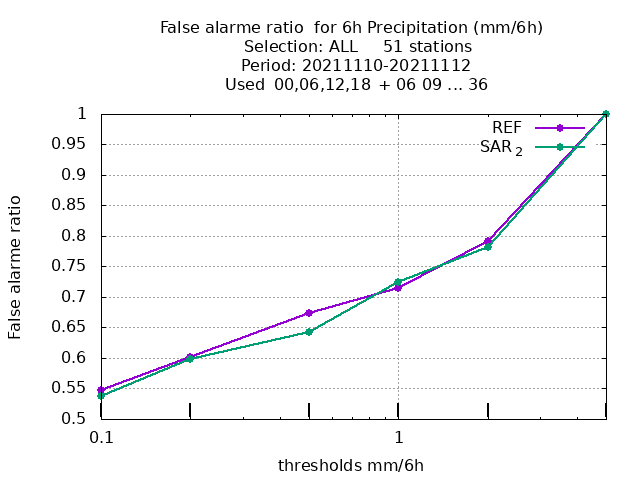 False alarme ratio  for 6h Precipitation (mm/6h)
Selection: ALL     51 stations
Period: 20211110-20211112
Used  00,06,12,18 + 06 09 ... 36
REF
SAR 2
False alarme ratio
1
0.95
0.9
0.85
0.8
0.75
0.7
0.65
0.6
0.55
0.5
0.1
1
thresholds mm/6h